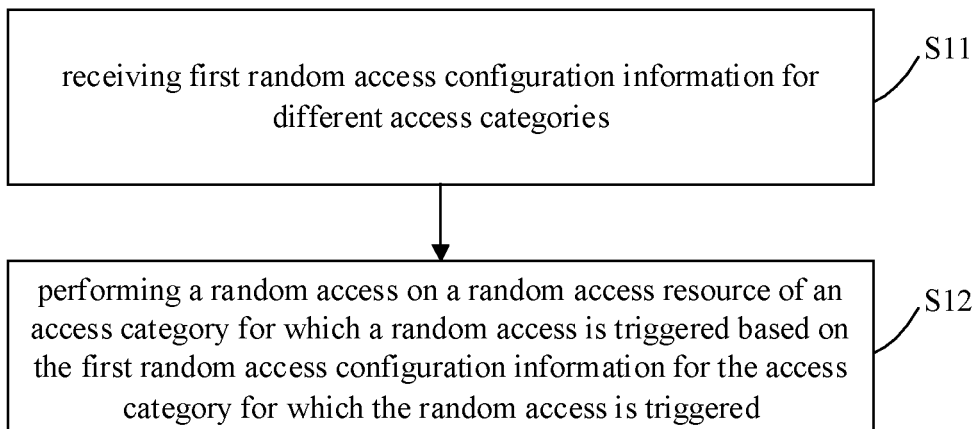 receiving first random access configuration information for
different access categories
S11
performing a random access on a random access resource of an
access category for which a random access is triggered based on
the first random access configuration information for the access
category for which the random access is triggered
S12